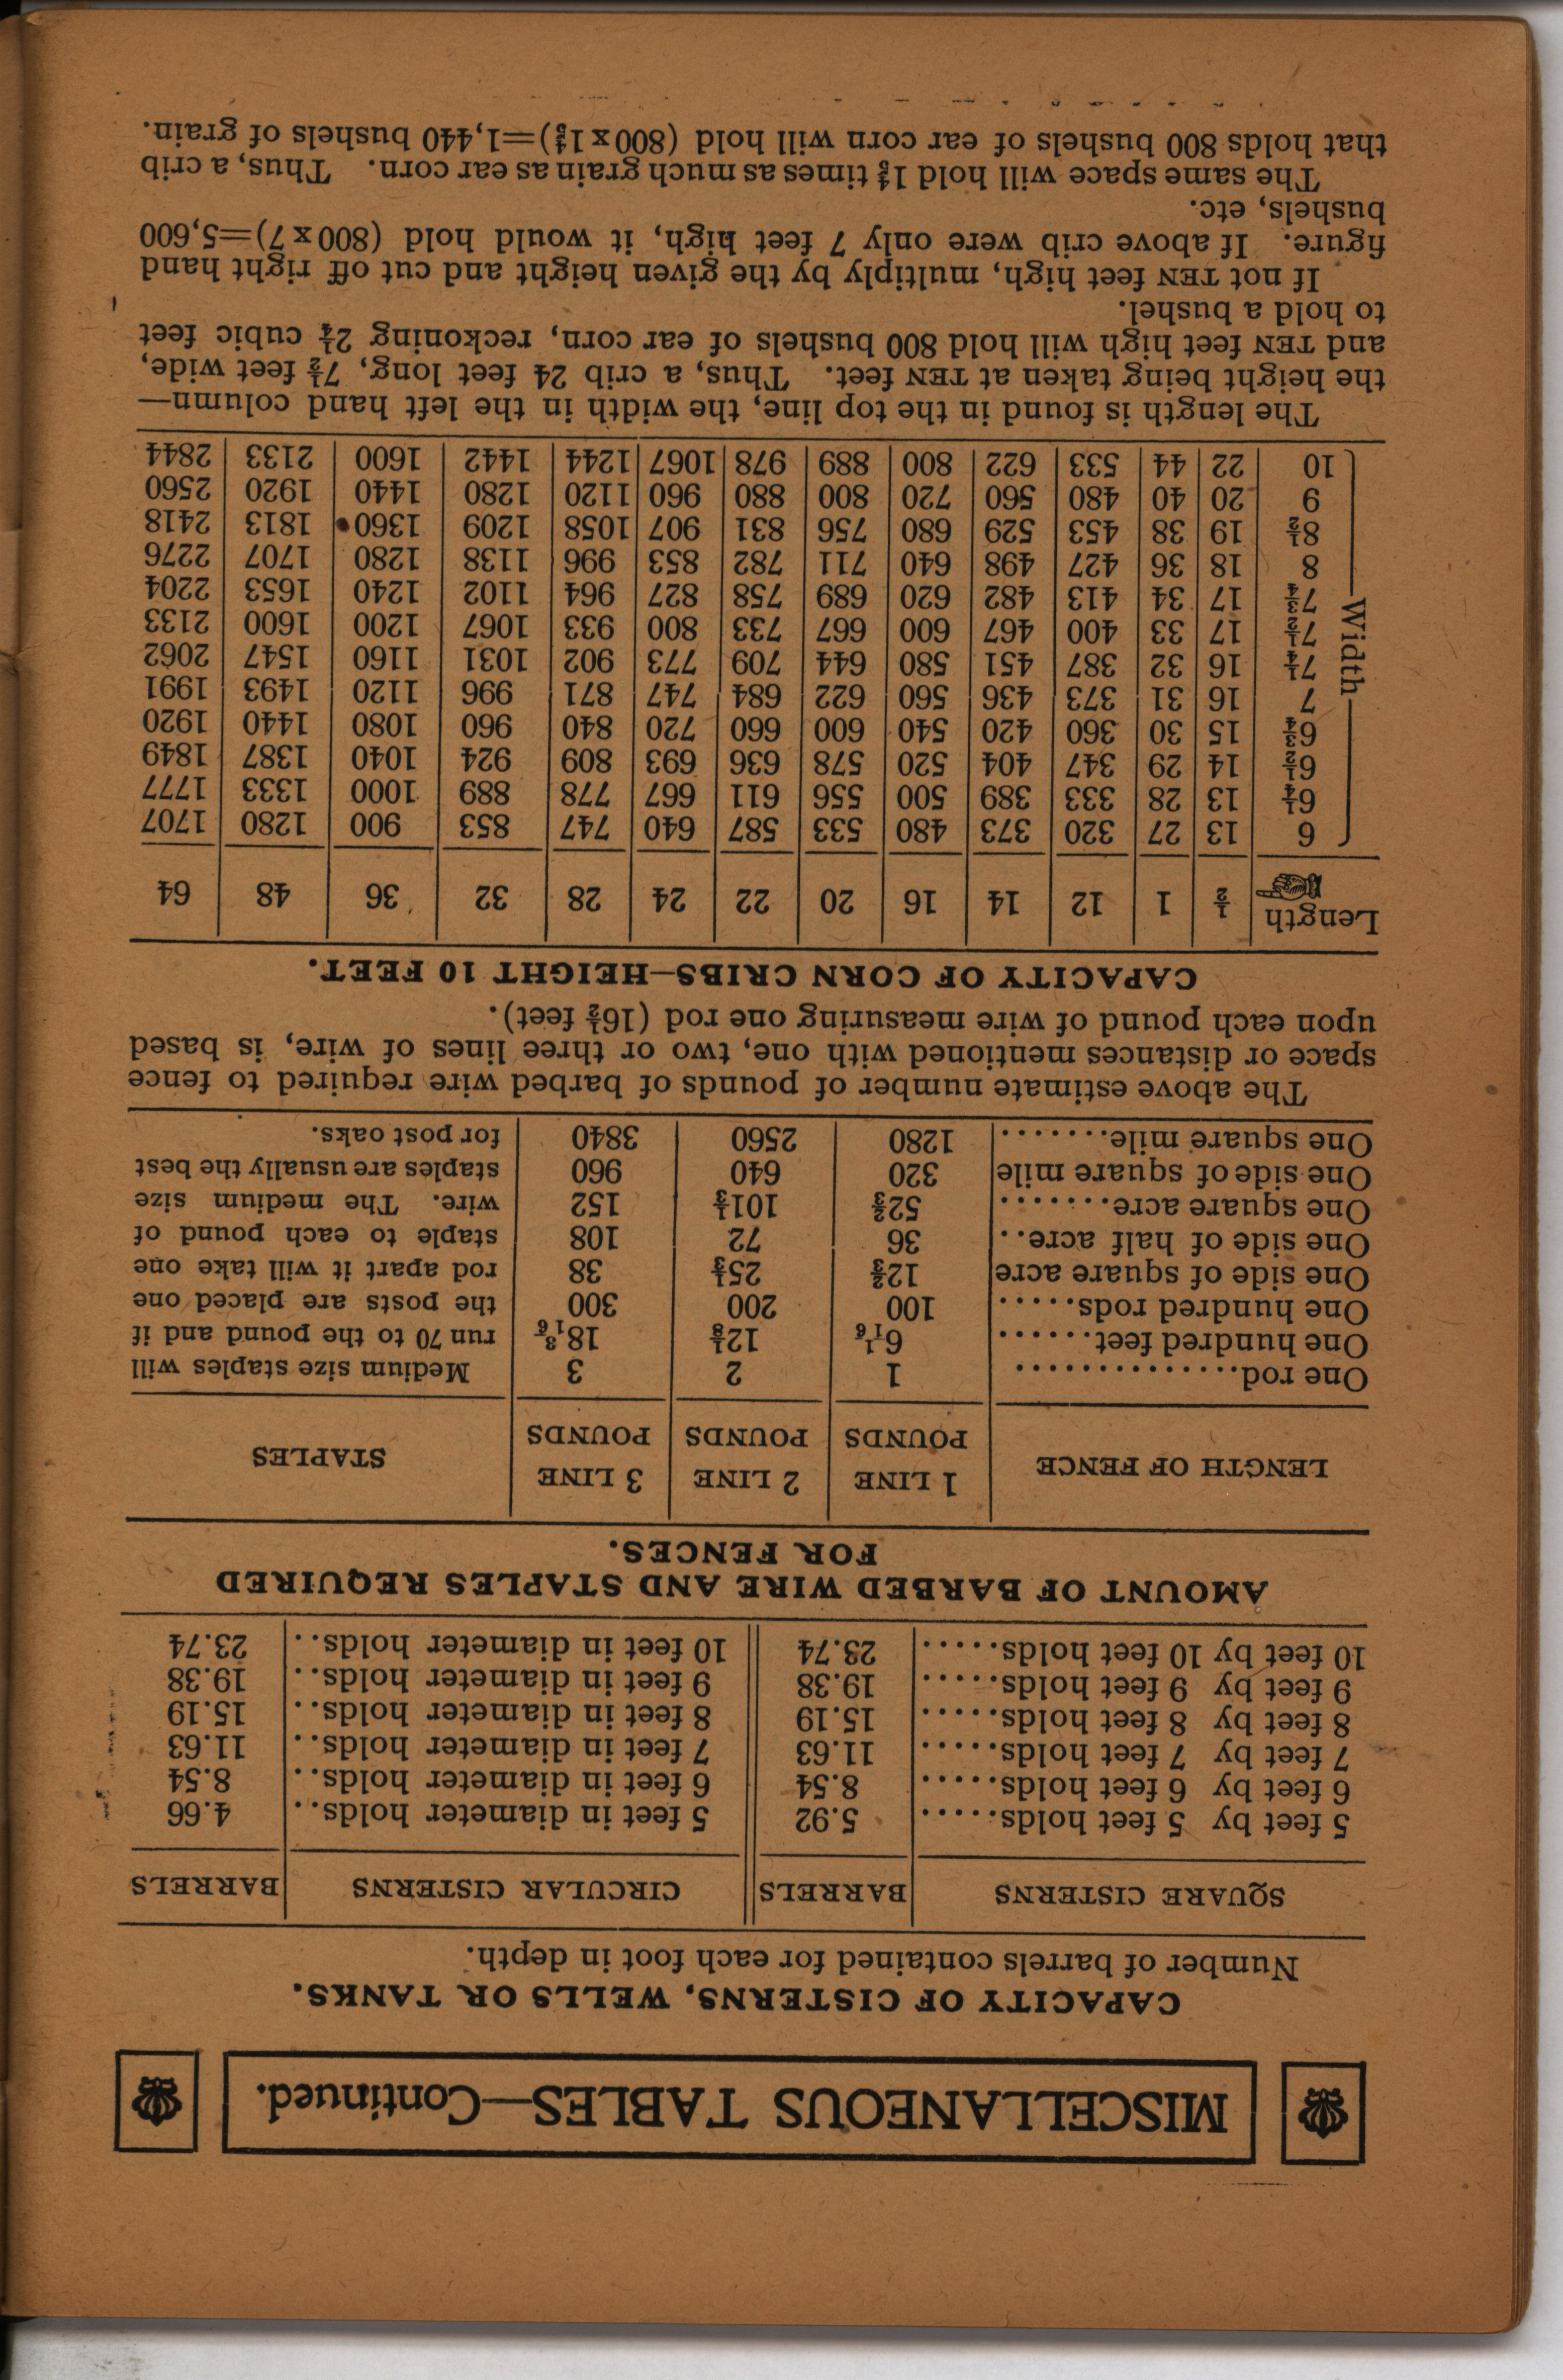 MISCELLANEOUS TABLES—Continued.
CAPACITY OF CISTERNS, WELLS OR TANKS.
Number of barrels contained for each foot in depth.
SQUARE CISTERNS BARRELS CIRCULAR CISTERNS BARRELS
5 feet by 5 feet holds..... 5.92 5 feet in diameter holds.. 4.66
6 feet by 6 feet holds..... 8.54 6 feet in diameter holds.. 8.54
7 feet by 7 feet holds..... 11.63 7 feet in diameter holds.. 11.63
8 feet by 8 feet holds..... 15.19 8 feet in diameter holds.. 15.19
9 feet by 9 feet holds..... 19.38 9 feet in diameter holds.. 19.38
10 feet by 10 feet holds..... 23.74 10 feet in diameter holds.. 23.74
AMOUNT OF BARBED WIRE AND STAPLES REQUIRED
FOR FENCES.
LENGTH OF FENCE 1 LINE POUNDS 2 LINE POUNDS 3 LINE POUNDS STAPLES
One rod............... 1 2 3 Medium size staples will
One hundred feet...... 6 1/16 12 1/8 18 3/16 run 70 to the pound and if
One hundred rods..... 100 200 300 the posts are placed one
One side of square acre 12⅔ 25⅓ 38 rod apart it will take one
One side of half acre.. 36 72 108 staple to each pound of
One square acre........ 52⅔ 101⅓ 152 wire. The medium size
One side of square mile 320 640 960 staples are usually the best
One square mile....... 1280 2560 3840 for post oaks.
The above estimate number of pounds of barbed wire required to fence
space or distances mentioned with one, two or three lines of wire, is based
upon each pound of wire measuring one rod (16½ feet).
CAPACITY OF CORN CRIBS—HEIGHT 10 FEET.
Length ½ 1 12 14 16 20 22 24 28 32 36 48 64
Width
6 13 27 320 373 480 533 587 640 747 853 900 1280 1707
6¼ 13 28 333 389 500 556 611 667 778 889 1000 1333 1777
6½ 14 29 347 404 520 578 636 693 809 924 1040 1387 1849
6¾ 15 30 360 420 540 600 660 720 840 960 1080 1440 1920
7 16 31 373 436 560 622 684 747 871 996 1120 1493 1991
7¼ 16 32 387 451 580 644 709 773 902 1031 1160 1547 2062
7½ 17 33 400 467 600 667 733 800 933 1067 1200 1600 2133
7¾ 17 34 413 482 620 689 758 827 964 1102 1240 1653 2204
8 18 36 427 498 640 711 782 853 996 1138 1280 1707 2276
8½ 19 38 453 529 680 756 831 907 1058 1209 1360 1813 2418
9 20 40 480 560 720 800 880 960 1120 1280 1440 1920 2560
10 22 44 533 622 800 889 978 1067 1244 1442 1600 2133 2844
The length is found in the top line, the width in the left hand column—
the height being taken at TEN feet. Thus, a crib 24 feet long, 7½ feet wide,
and TEN feet high will hold 800 bushels of ear corn, reckoning 2¼ cubic feet
to hold a bushel.
If not TEN feet high, multiply by the given height and cut off right hand
figure. If above crib were only 7 feet high, it would hold (800x7)=5,600
bushels, etc.
The same space will hold 1⅘ times as much grain as ear corn. Thus, a crib
that holds 800 bushels of ear corn will hold (800x1⅘)=1,440 bushels of grain.